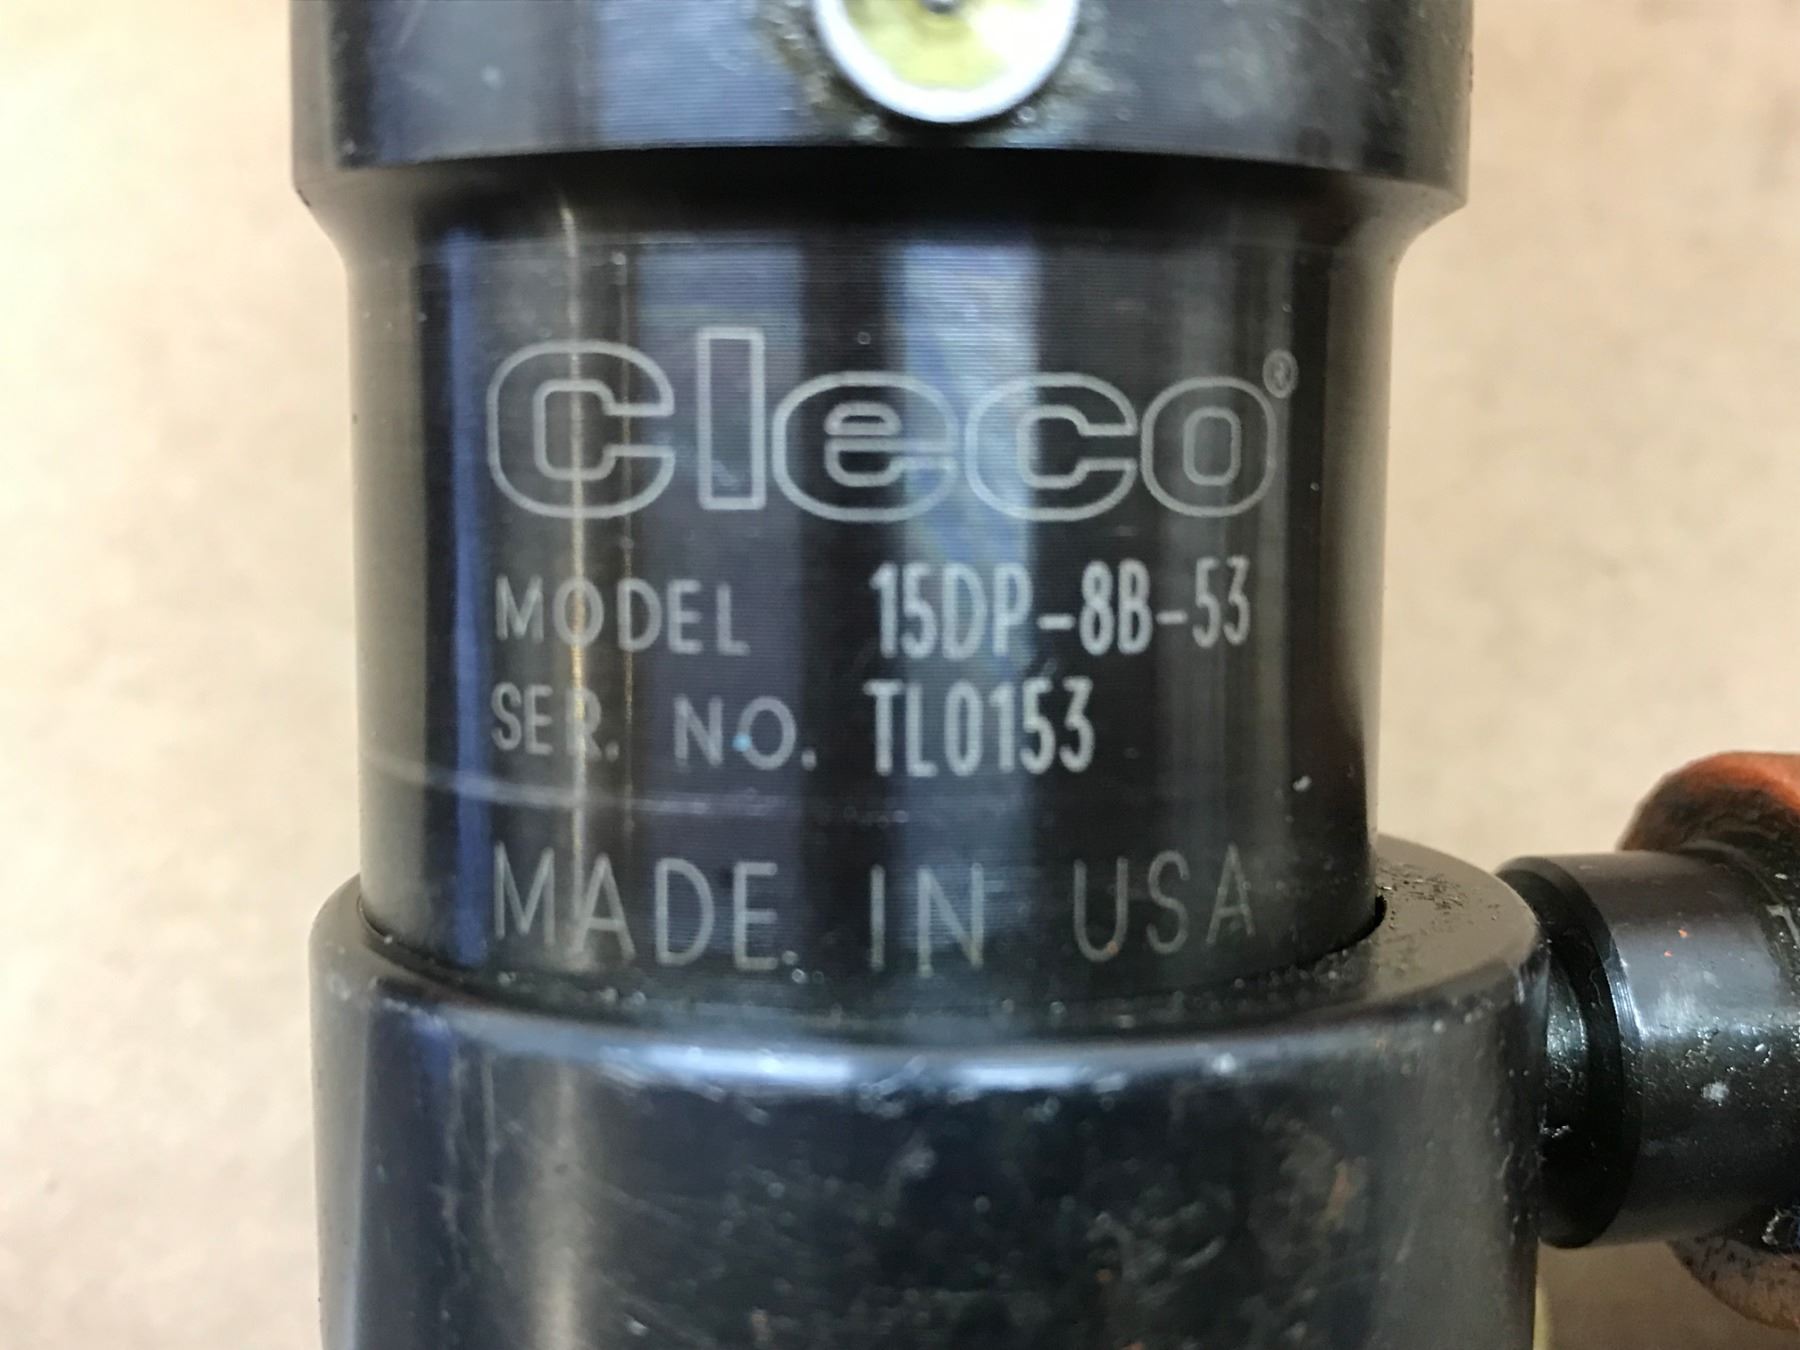 Cleco®
MODEL 15DP-8B-53
SER. NO. TL0153
MADE IN USA